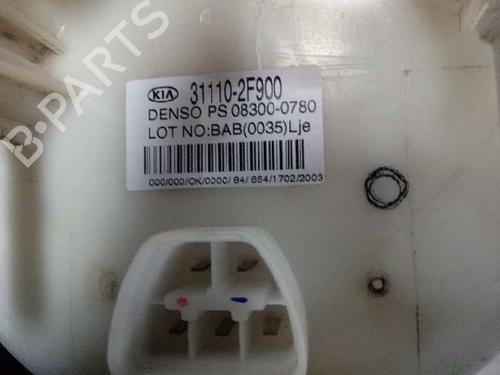 B-PARTS
KIA 31110-2F900
DENSO PS 08300-0780
LOT NO:BAB(0035)Lje
000/000/OK/0000/84/664/1702/2003